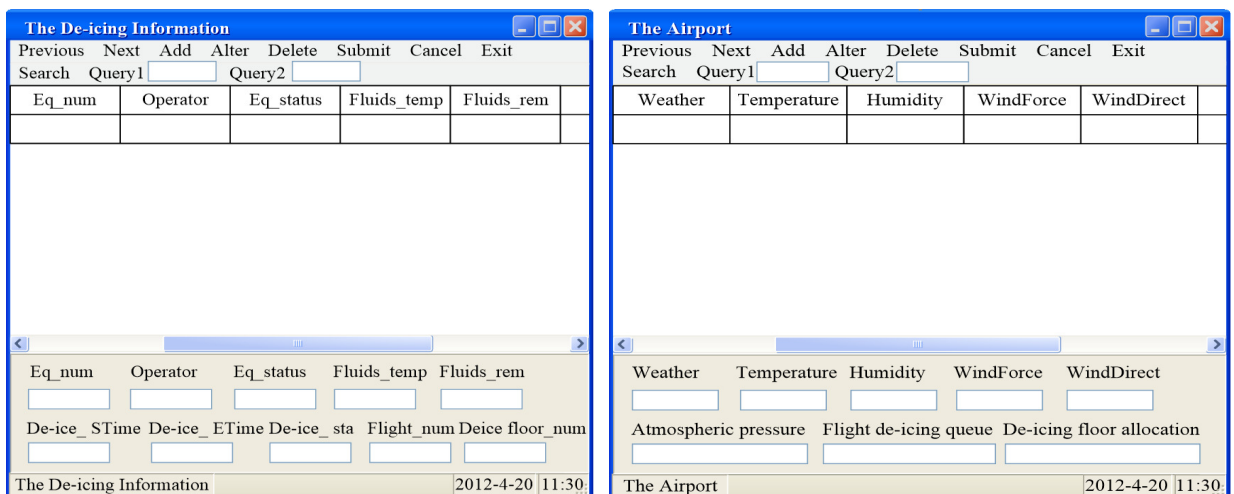 The De-icing Information
Previous Next Add Alter Delete Submit Cancel Exit
Search Query1 Query2
Eq_num Operator Eq_status Fluids_temp Fluids_rem
Eq_num Operator Eq_status Fluids_temp Fluids_rem
De-ice_ STime De-ice_ ETime De-ice_ sta Flight_num Deice floor_num
The De-icing Information 2012-4-20 11:30
The Airport
Previous Next Add Alter Delete Submit Cancel Exit
Search Query1 Query2
Weather Temperature Humidity WindForce WindDirect
Weather Temperature Humidity WindForce WindDirect
Atmospheric pressure Flight de-icing queue De-icing floor allocation
The Airport 2012-4-20 11:30